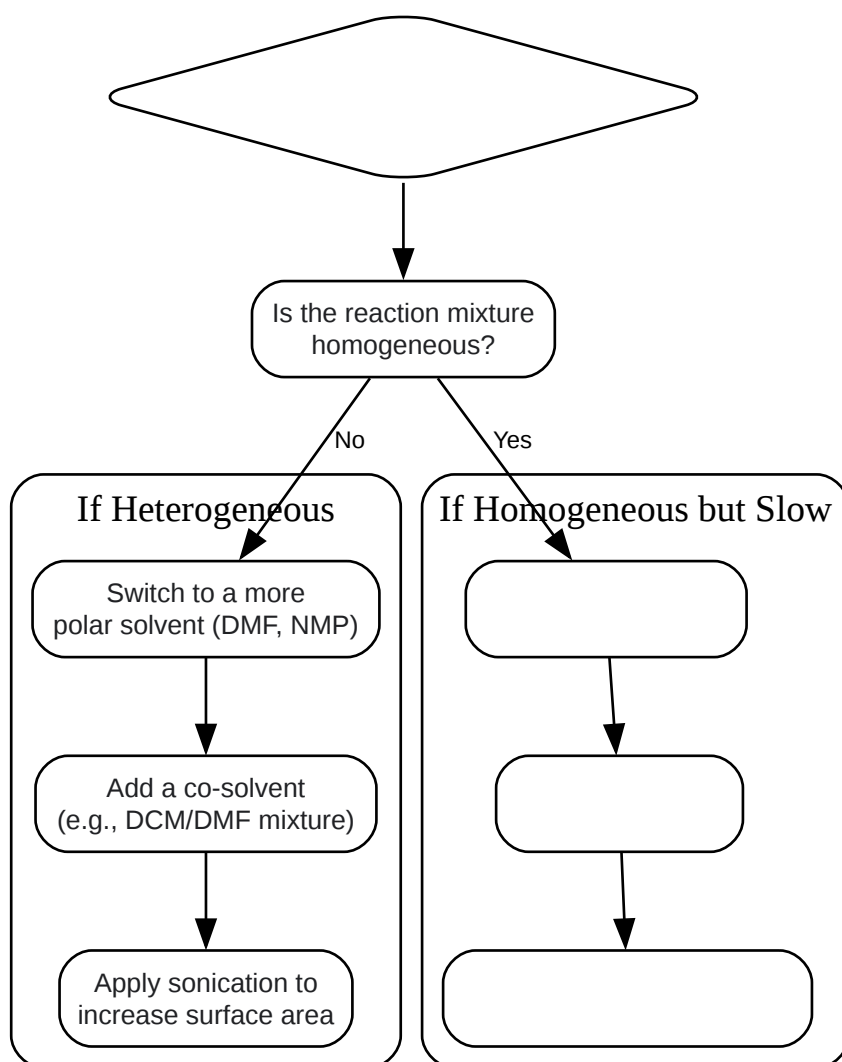 Is the reaction mixture
homogeneous?
No
Yes
If Heterogeneous
If Homogeneous but Slow
Switch to a more
polar solvent (DMF, NMP)
Add a co-solvent
(e.g., DCM/DMF mixture)
Apply sonication to
increase surface area